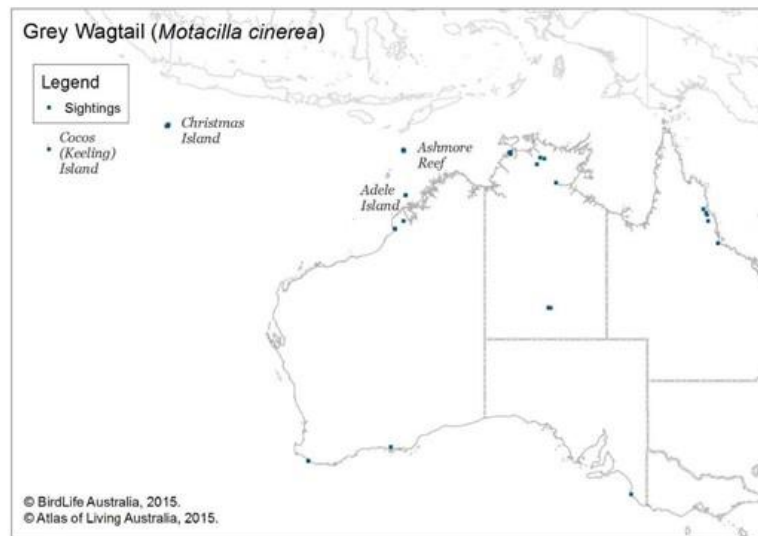 Grey Wagtail (Motacilla cinerea)
Legend
Sightings
Cocos
(Keeling)
Island
Christmas
Island
Ashmore
Reef
Adele
Island
© BirdLife Australia, 2015.
© Atlas of Living Australia, 2015.